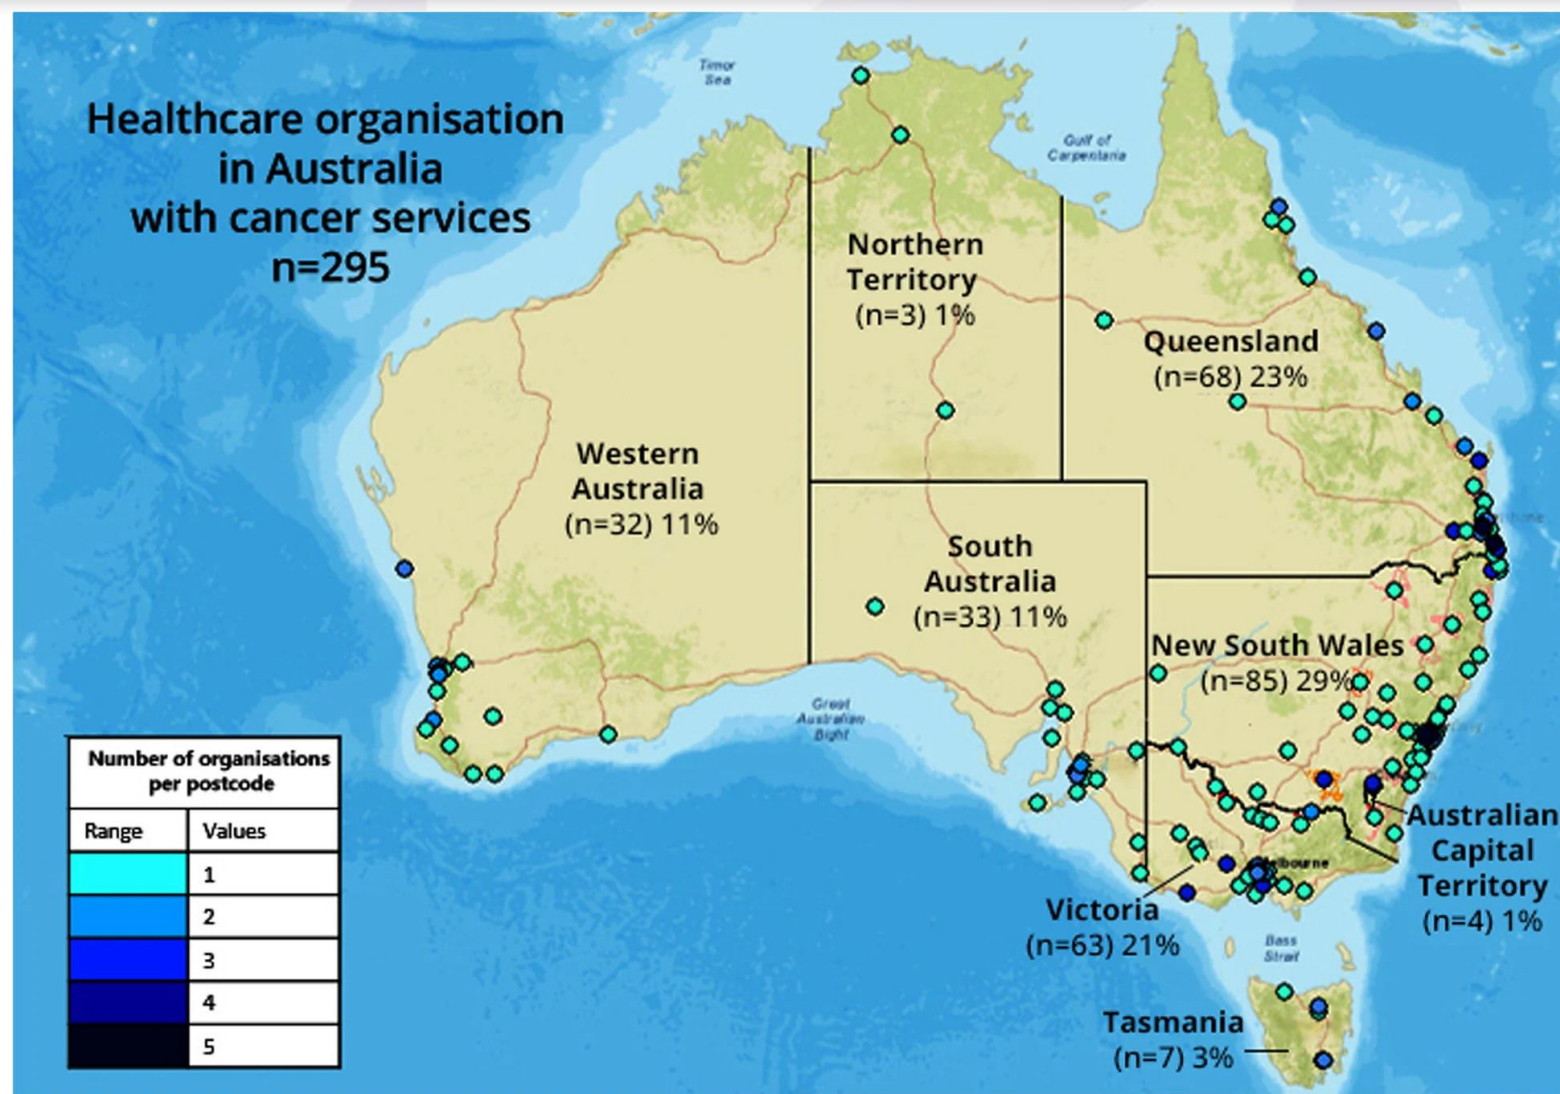 Healthcare organisation
in Australia
with cancer services
n=295
Timor
Sea
Gulf of
Carpentaria
Northern
Territory
(n=3) 1%
Queensland
(n=68) 23%
Western
Australia
(n=32) 11%
South
Australia
(n=33) 11%
New South Wales
(n=85) 29%
Great
Australian
Bight
Number of organisations
per postcode
Range Values
1
2
3
4
5
Melbourne
Victoria
(n=63) 21%
Australian
Capital
Territory
(n=4) 1%
Bass
Strait
Tasmania
(n=7) 3%